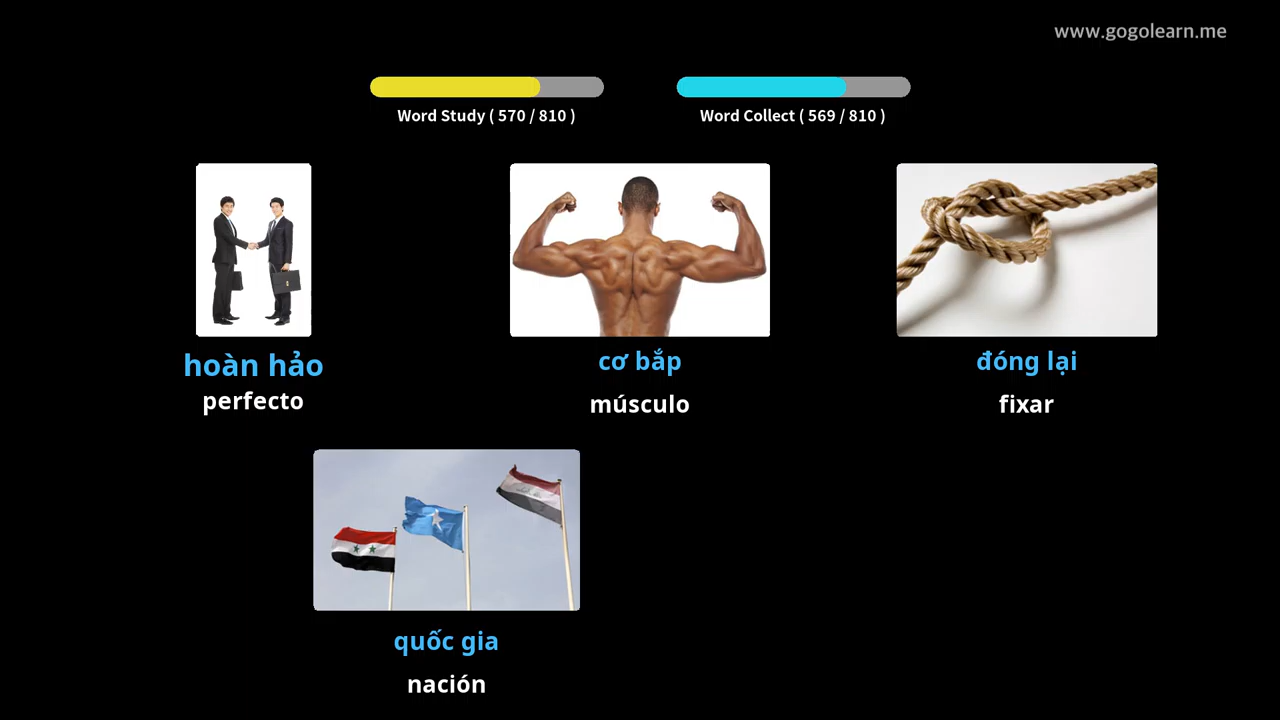 www.gogolearn.me
Word Study ( 570 / 810 )
Word Collect ( 569 / 810 )
hoàn hảo
perfecto
cơ bắp
músculo
đóng lại
fixar
quốc gia
nación